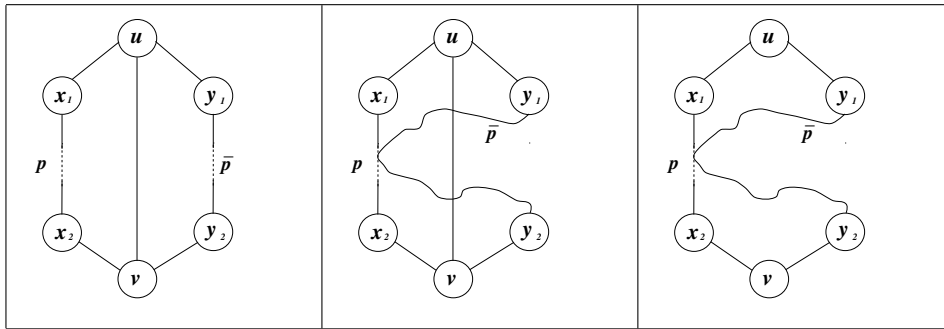 u
x₁ y₁
p p̄
x₂ y₂
v
u
x₁ y₁
p̄
p
x₂ y₂
v
u
x₁ y₁
p̄
p
x₂ y₂
v